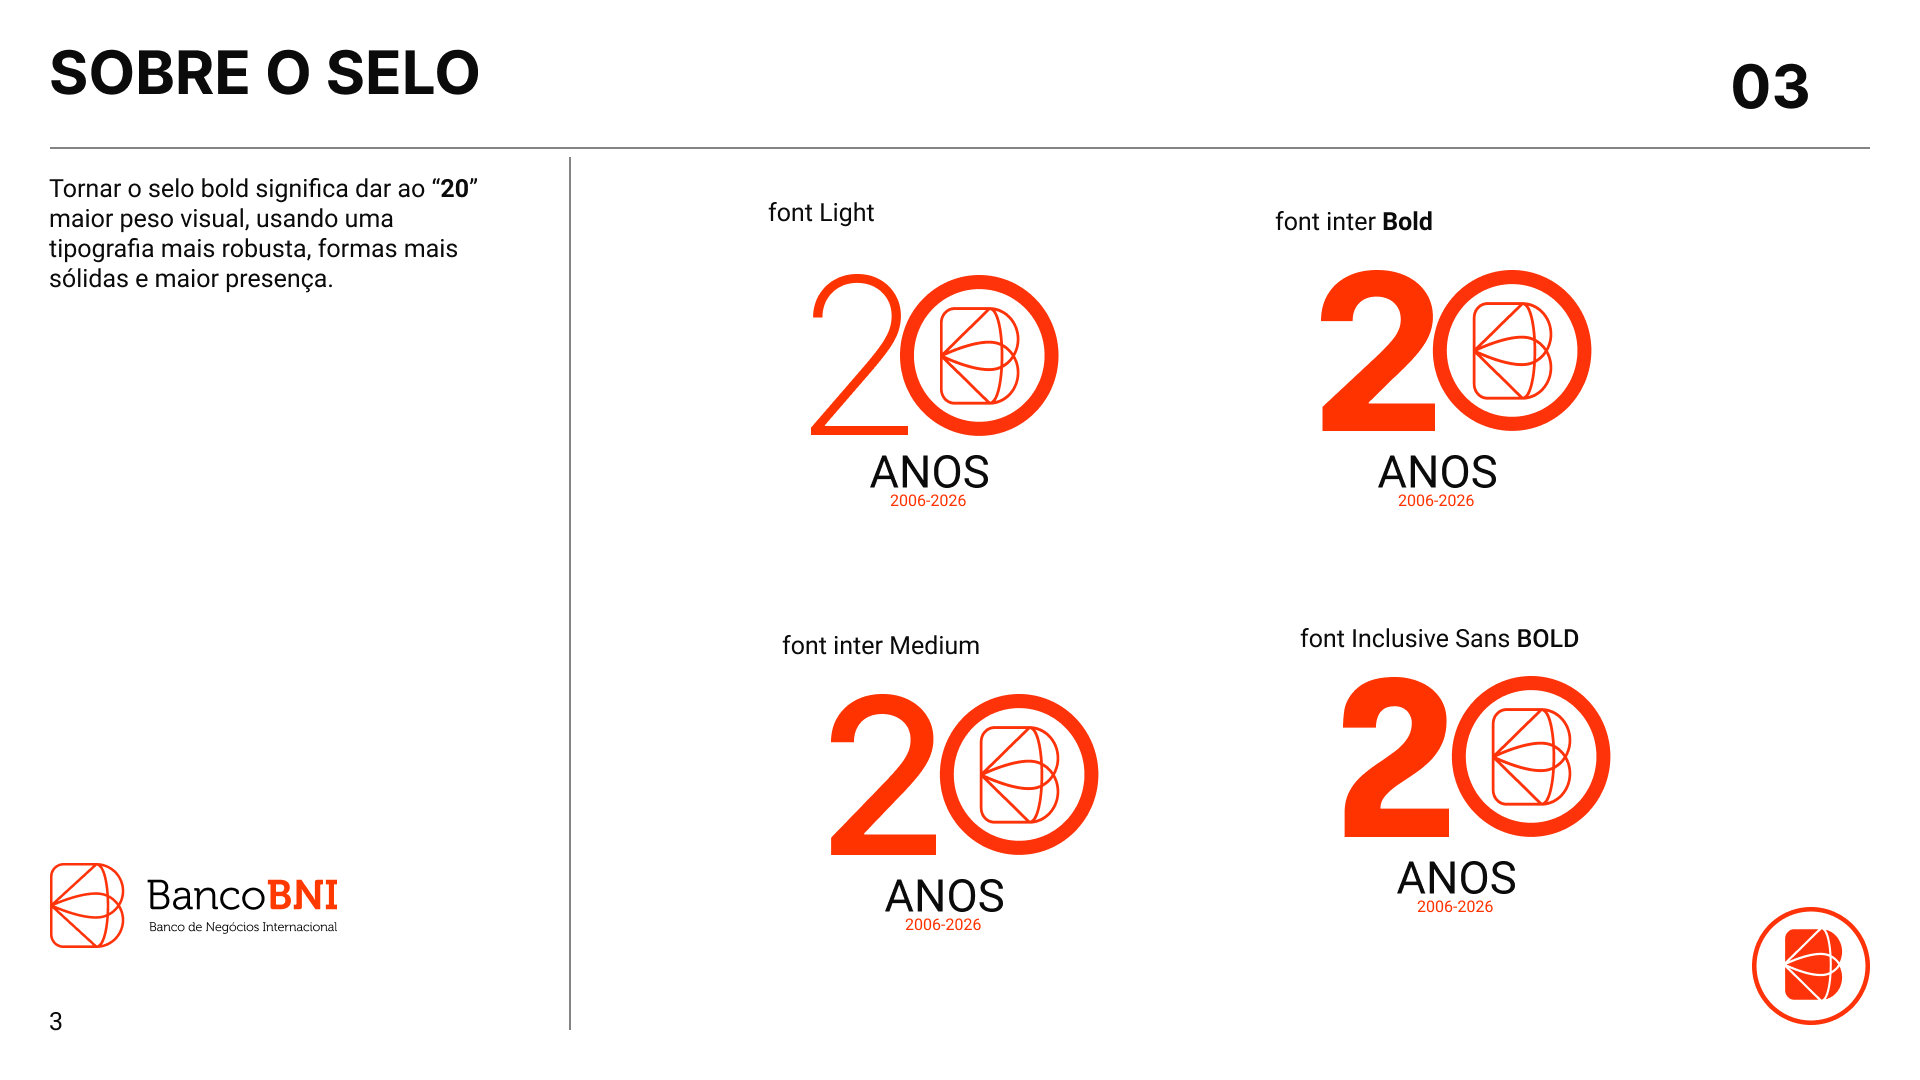 SOBRE O SELO
03
Tornar o selo bold significa dar ao “20”
maior peso visual, usando uma
tipografia mais robusta, formas mais
sólidas e maior presença.
font Light
20
ANOS
2006-2026
font inter Bold
20
ANOS
2006-2026
font inter Medium
20
ANOS
2006-2026
font Inclusive Sans BOLD
20
ANOS
2006-2026
BancoBNI
Banco de Negócios Internacional
3